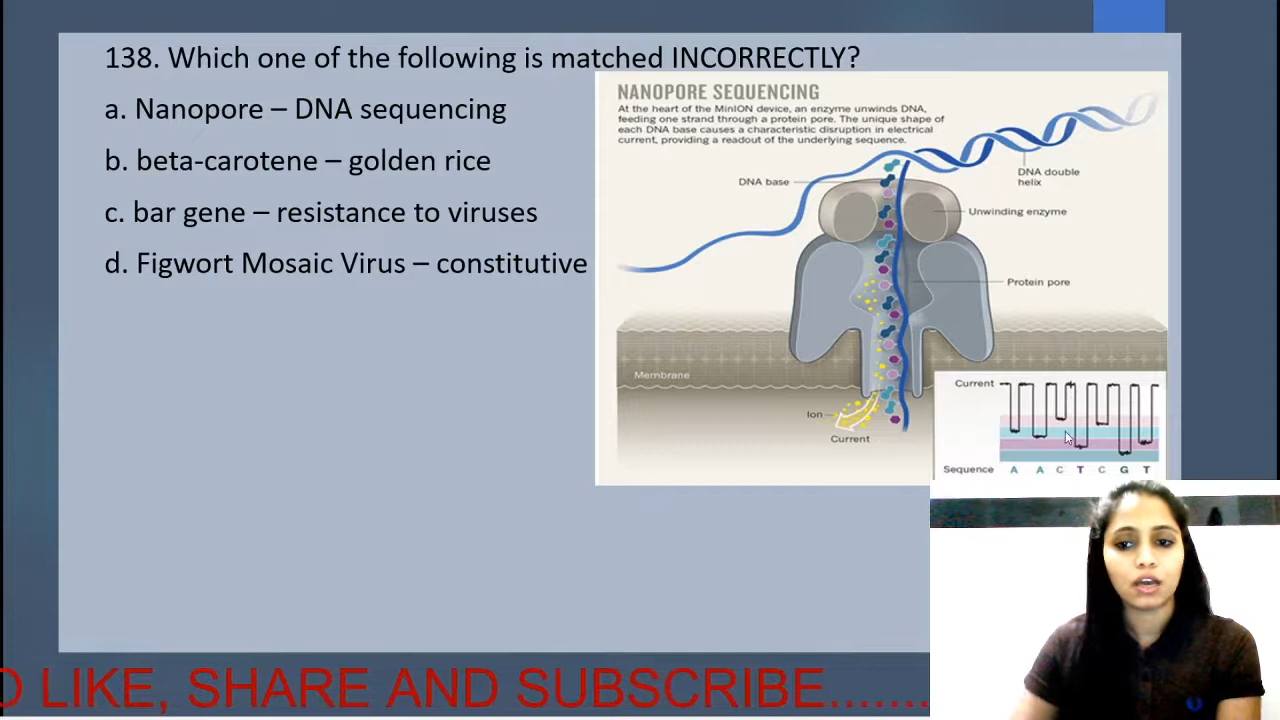 138. Which one of the following is matched INCORRECTLY?
a. Nanopore – DNA sequencing
b. beta-carotene – golden rice
c. bar gene – resistance to viruses
d. Figwort Mosaic Virus – constitutive
NANOPORE SEQUENCING
At the heart of the MinION device, an enzyme unwinds DNA,
feeding one strand through a protein pore. The unique shape of
each DNA base causes a characteristic disruption in electrical
current, providing a readout of the underlying sequence.
DNA base
DNA double
helix
Unwinding enzyme
Protein pore
Membrane
Ion
Current
Current
Sequence A A C T C G T
O LIKE, SHARE AND SUBSCRIBE.......